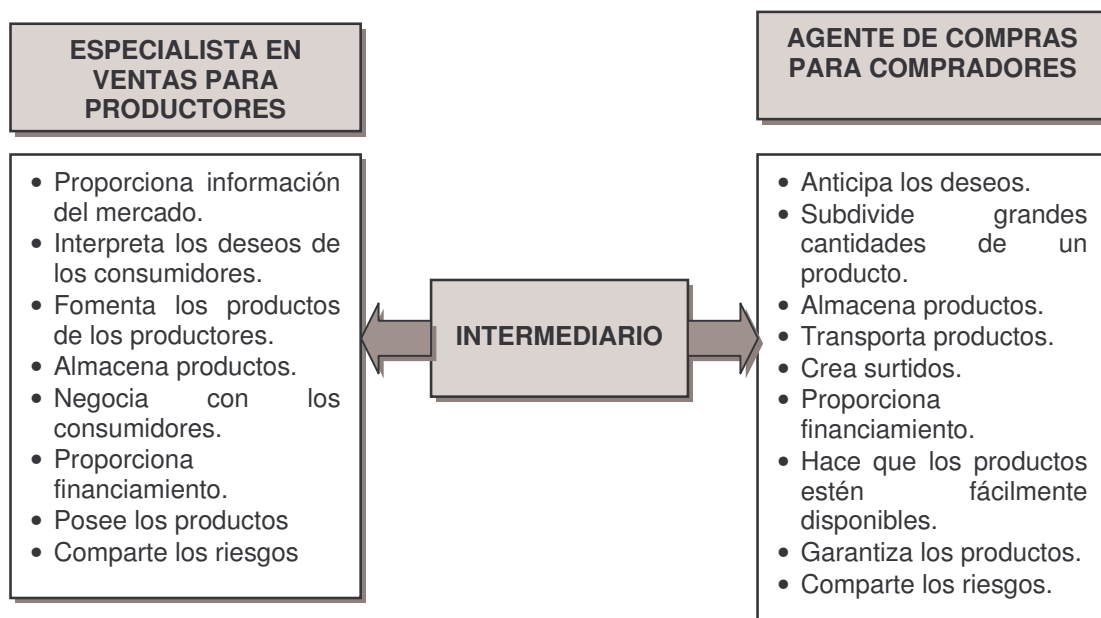 ESPECIALISTA EN
VENTAS PARA
PRODUCTORES
• Proporciona información
del mercado.
• Interpreta los deseos de
los consumidores.
• Fomenta los productos
de los productores.
• Almacena productos.
• Negocia con los
consumidores.
• Proporciona
financiamiento.
• Posee los productos
• Comparte los riesgos
INTERMEDIARIO
AGENTE DE COMPRAS
PARA COMPRADORES
• Anticipa los deseos.
• Subdivide grandes
cantidades de un
producto.
• Almacena productos.
• Transporta productos.
• Crea surtidos.
• Proporciona
financiamiento.
• Hace que los productos
estén fácilmente
disponibles.
• Garantiza los productos.
• Comparte los riesgos.